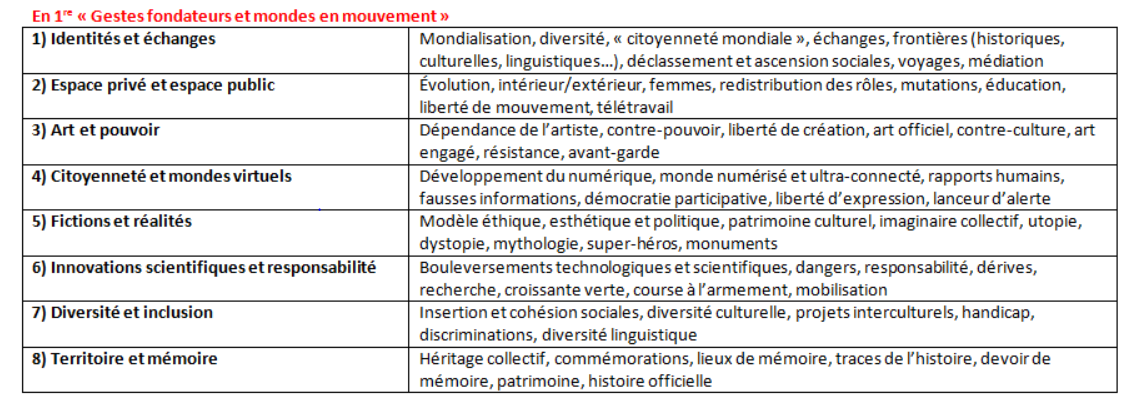 En 1re « Gestes fondateurs et mondes en mouvement »
1) Identités et échanges
Mondialisation, diversité, « citoyenneté mondiale », échanges, frontières (historiques,
culturelles, linguistiques…), déclassement et ascension sociales, voyages, médiation
2) Espace privé et espace public
Évolution, intérieur/extérieur, femmes, redistribution des rôles, mutations, éducation,
liberté de mouvement, télétravail
3) Art et pouvoir
Dépendance de l’artiste, contre-pouvoir, liberté de création, art officiel, contre-culture, art
engagé, résistance, avant-garde
4) Citoyenneté et mondes virtuels
Développement du numérique, monde numérisé et ultra-connecté, rapports humains,
fausses informations, démocratie participative, liberté d’expression, lanceur d’alerte
5) Fictions et réalités
Modèle éthique, esthétique et politique, patrimoine culturel, imaginaire collectif, utopie,
dystopie, mythologie, super-héros, monuments
6) Innovations scientifiques et responsabilité
Bouleversements technologiques et scientifiques, dangers, responsabilité, dérives,
recherche, croissante verte, course à l’armement, mobilisation
7) Diversité et inclusion
Insertion et cohésion sociales, diversité culturelle, projets interculturels, handicap,
discriminations, diversité linguistique
8) Territoire et mémoire
Héritage collectif, commémorations, lieux de mémoire, traces de l’histoire, devoir de
mémoire, patrimoine, histoire officielle